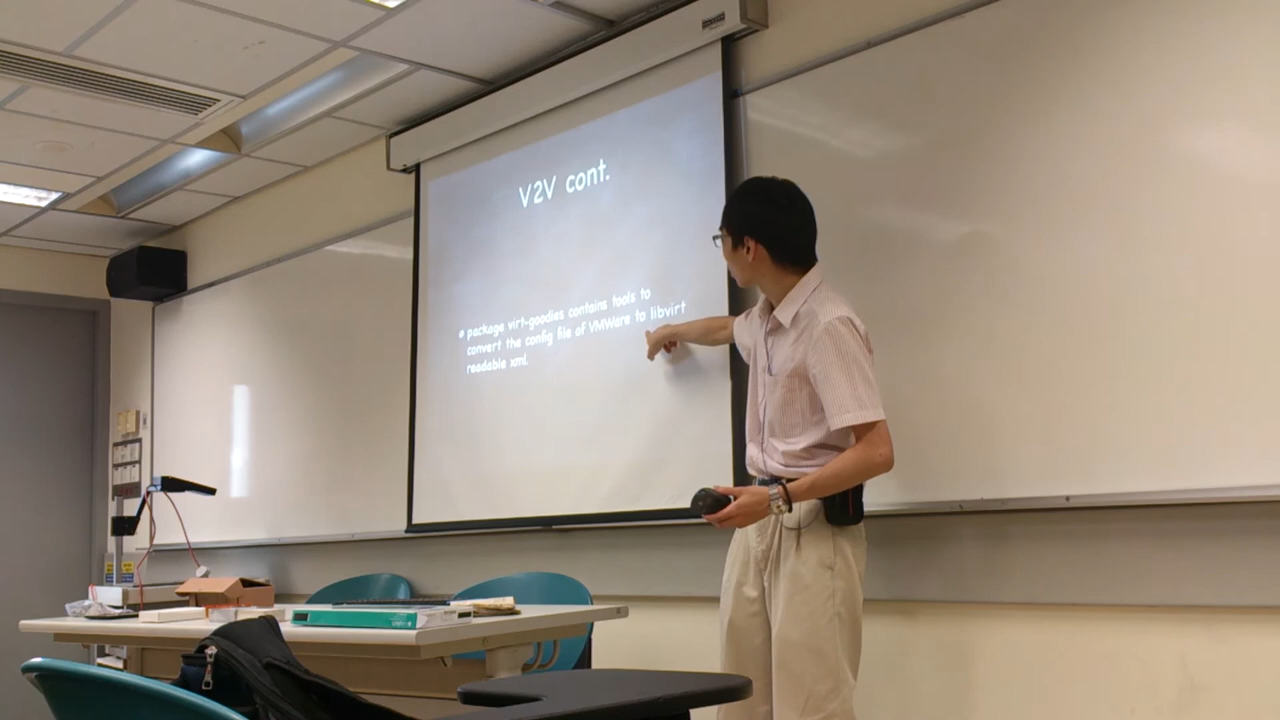 V2V cont.
package virt-goodies contains tools to
convert the config file of VMWare to libvirt
readable xml.